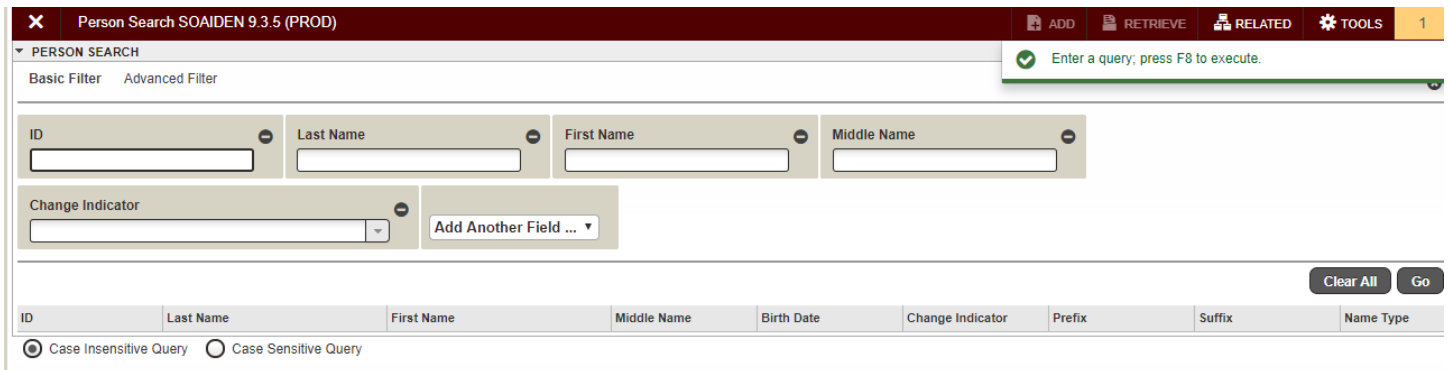 Person Search SOAIDEN 9.3.5 (PROD) ADD RETRIEVE RELATED TOOLS 1
PERSON SEARCH
Enter a query; press F8 to execute.
Basic Filter Advanced Filter
ID Last Name First Name Middle Name
Change Indicator
Add Another Field ...
Clear All Go
ID Last Name First Name Middle Name Birth Date Change Indicator Prefix Suffix Name Type
Case Insensitive Query Case Sensitive Query